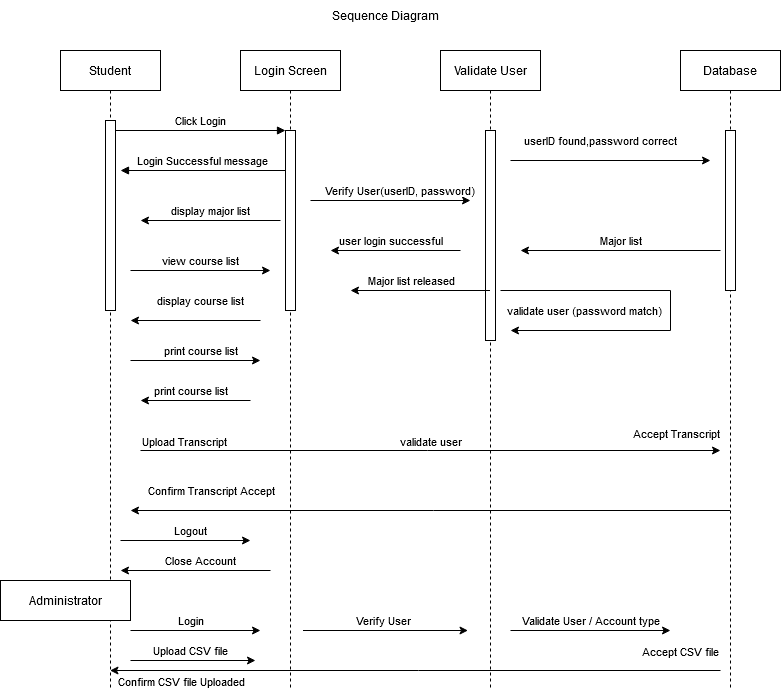 Sequence Diagram
Student
Login Screen
Validate User
Database
Click Login
userID found,password correct
Login Successful message
Verify User(userID, password)
display major list
user login successful
Major list
view course list
Major list released
display course list
validate user (password match)
print course list
print course list
Upload Transcript
validate user
Accept Transcript
Confirm Transcript Accept
Logout
Close Account
Administrator
Login
Verify User
Validate User / Account type
Upload CSV file
Accept CSV file
Confirm CSV file Uploaded